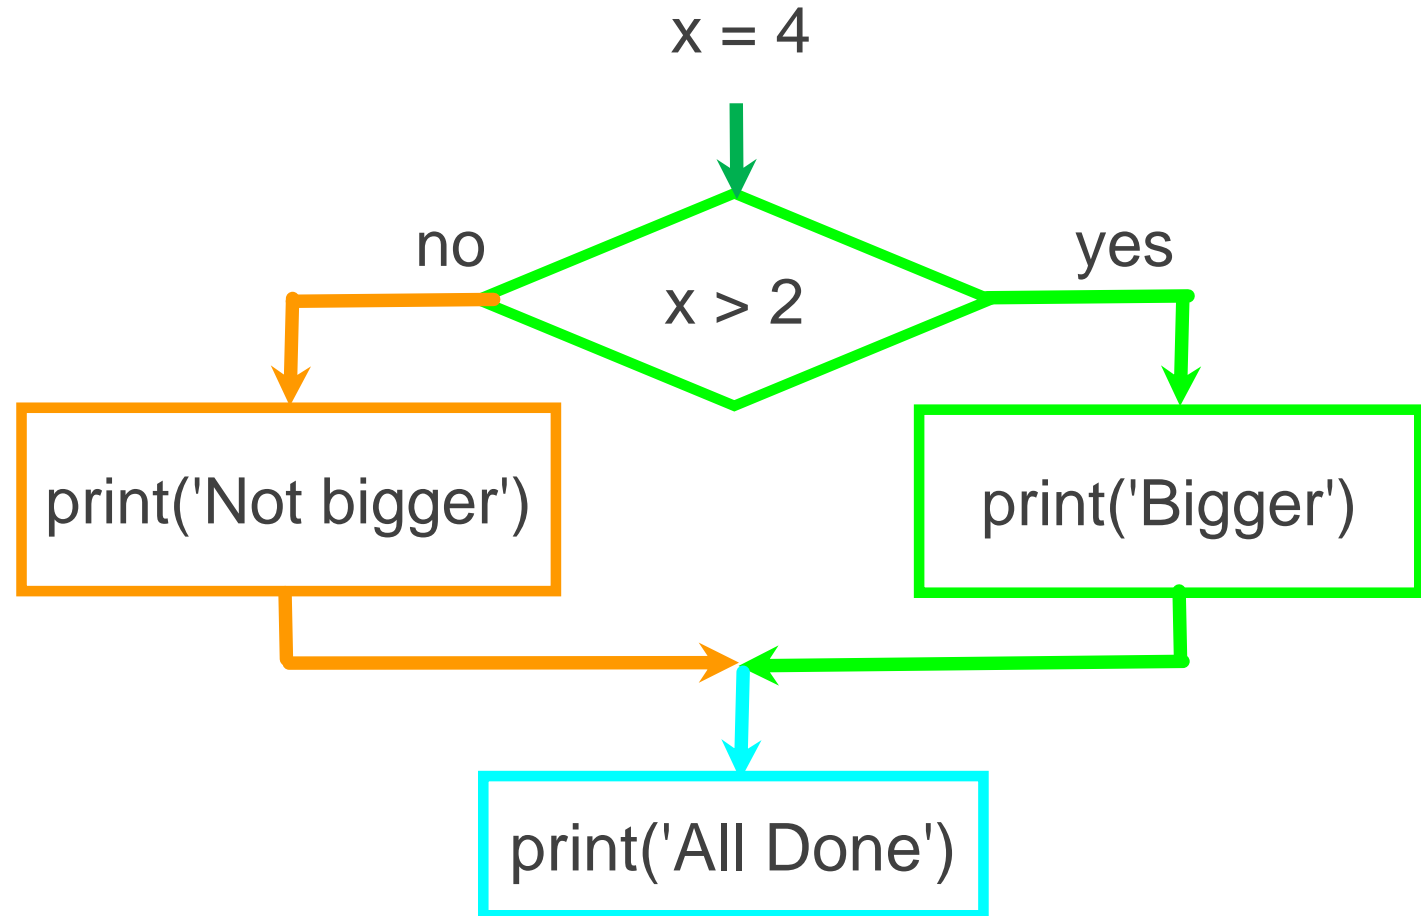 x = 4
no
yes
x > 2
print('Not bigger')
print('Bigger')
print('All Done')